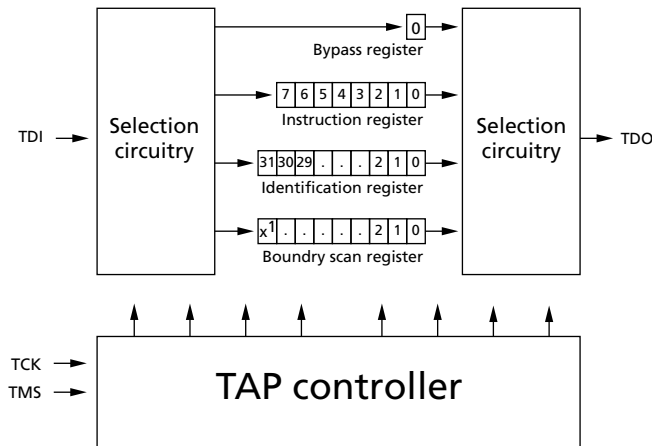 0
Bypass register
7 6 5 4 3 2 1 0
Instruction register
TDI
Selection
circuitry
Selection
circuitry
TDO
31 30 29 . . . 2 1 0
Identification register
x1 . . . . . 2 1 0
Boundry scan register
TCK
TMS
TAP controller